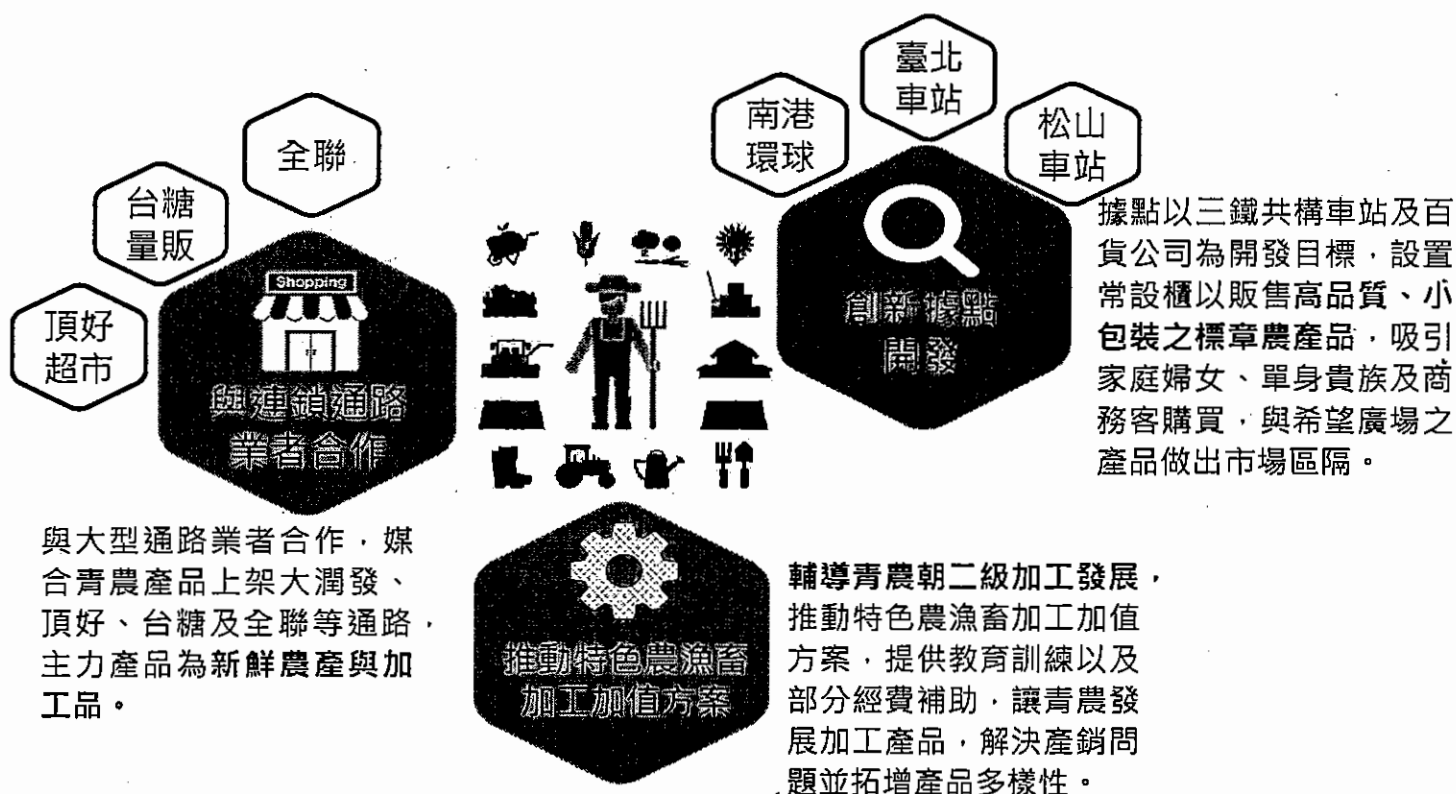 全聯
台糖
量販
頂好
超市
Shopping
與連鎖通路
業者合作
與大型通路業者合作，媒
合青農產品上架大潤發、
頂好、台糖及全聯等通路，
主力產品為新鮮農產與加
工品。
臺北
車站
南港
環球
松山
車站
創新據點
開發
據點以三鐵共構車站及百
貨公司為開發目標，設置
常設櫃以販售高品質、小
包裝之標章農產品，吸引
家庭婦女、單身貴族及商
務客購買，與希望廣場之
產品做出市場區隔。
推動特色農漁畜
加工加值方案
輔導青農朝二級加工發展，
推動特色農漁畜加工加值
方案，提供教育訓練以及
部分經費補助，讓青農發
展加工產品，解決產銷問
題並拓增產品多樣性。